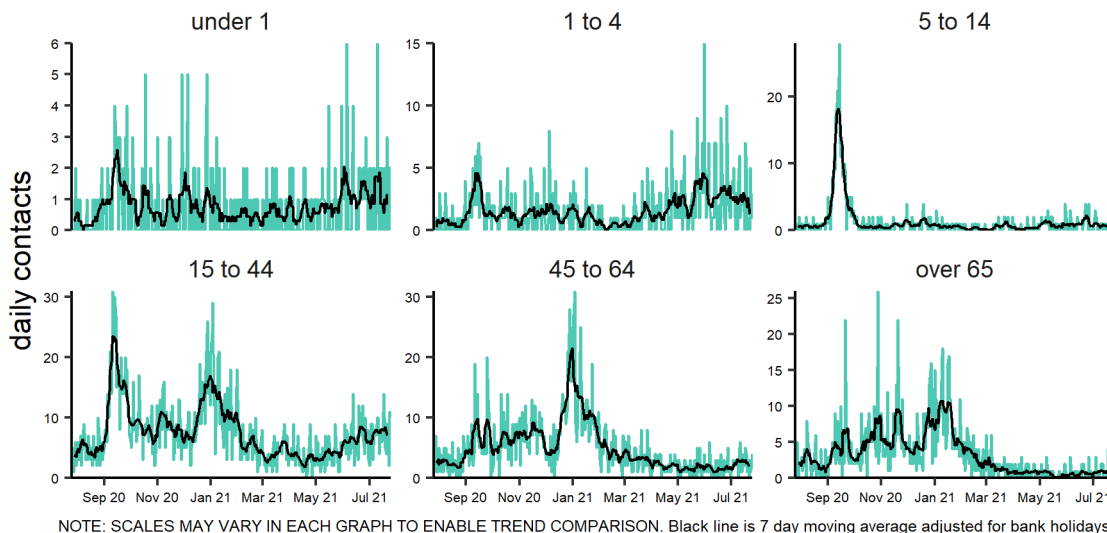 under 1
1 to 4
5 to 14
6
5
4
3
2
1
0
15
10
5
0
20
10
0
daily contacts
15 to 44
45 to 64
over 65
30
20
10
0
30
20
10
0
25
20
15
10
5
0
Sep 20 Nov 20 Jan 21 Mar 21 May 21 Jul 21
Sep 20 Nov 20 Jan 21 Mar 21 May 21 Jul 21
Sep 20 Nov 20 Jan 21 Mar 21 May 21 Jul 21
NOTE: SCALES MAY VARY IN EACH GRAPH TO ENABLE TREND COMPARISON. Black line is 7 day moving average adjusted for bank holidays